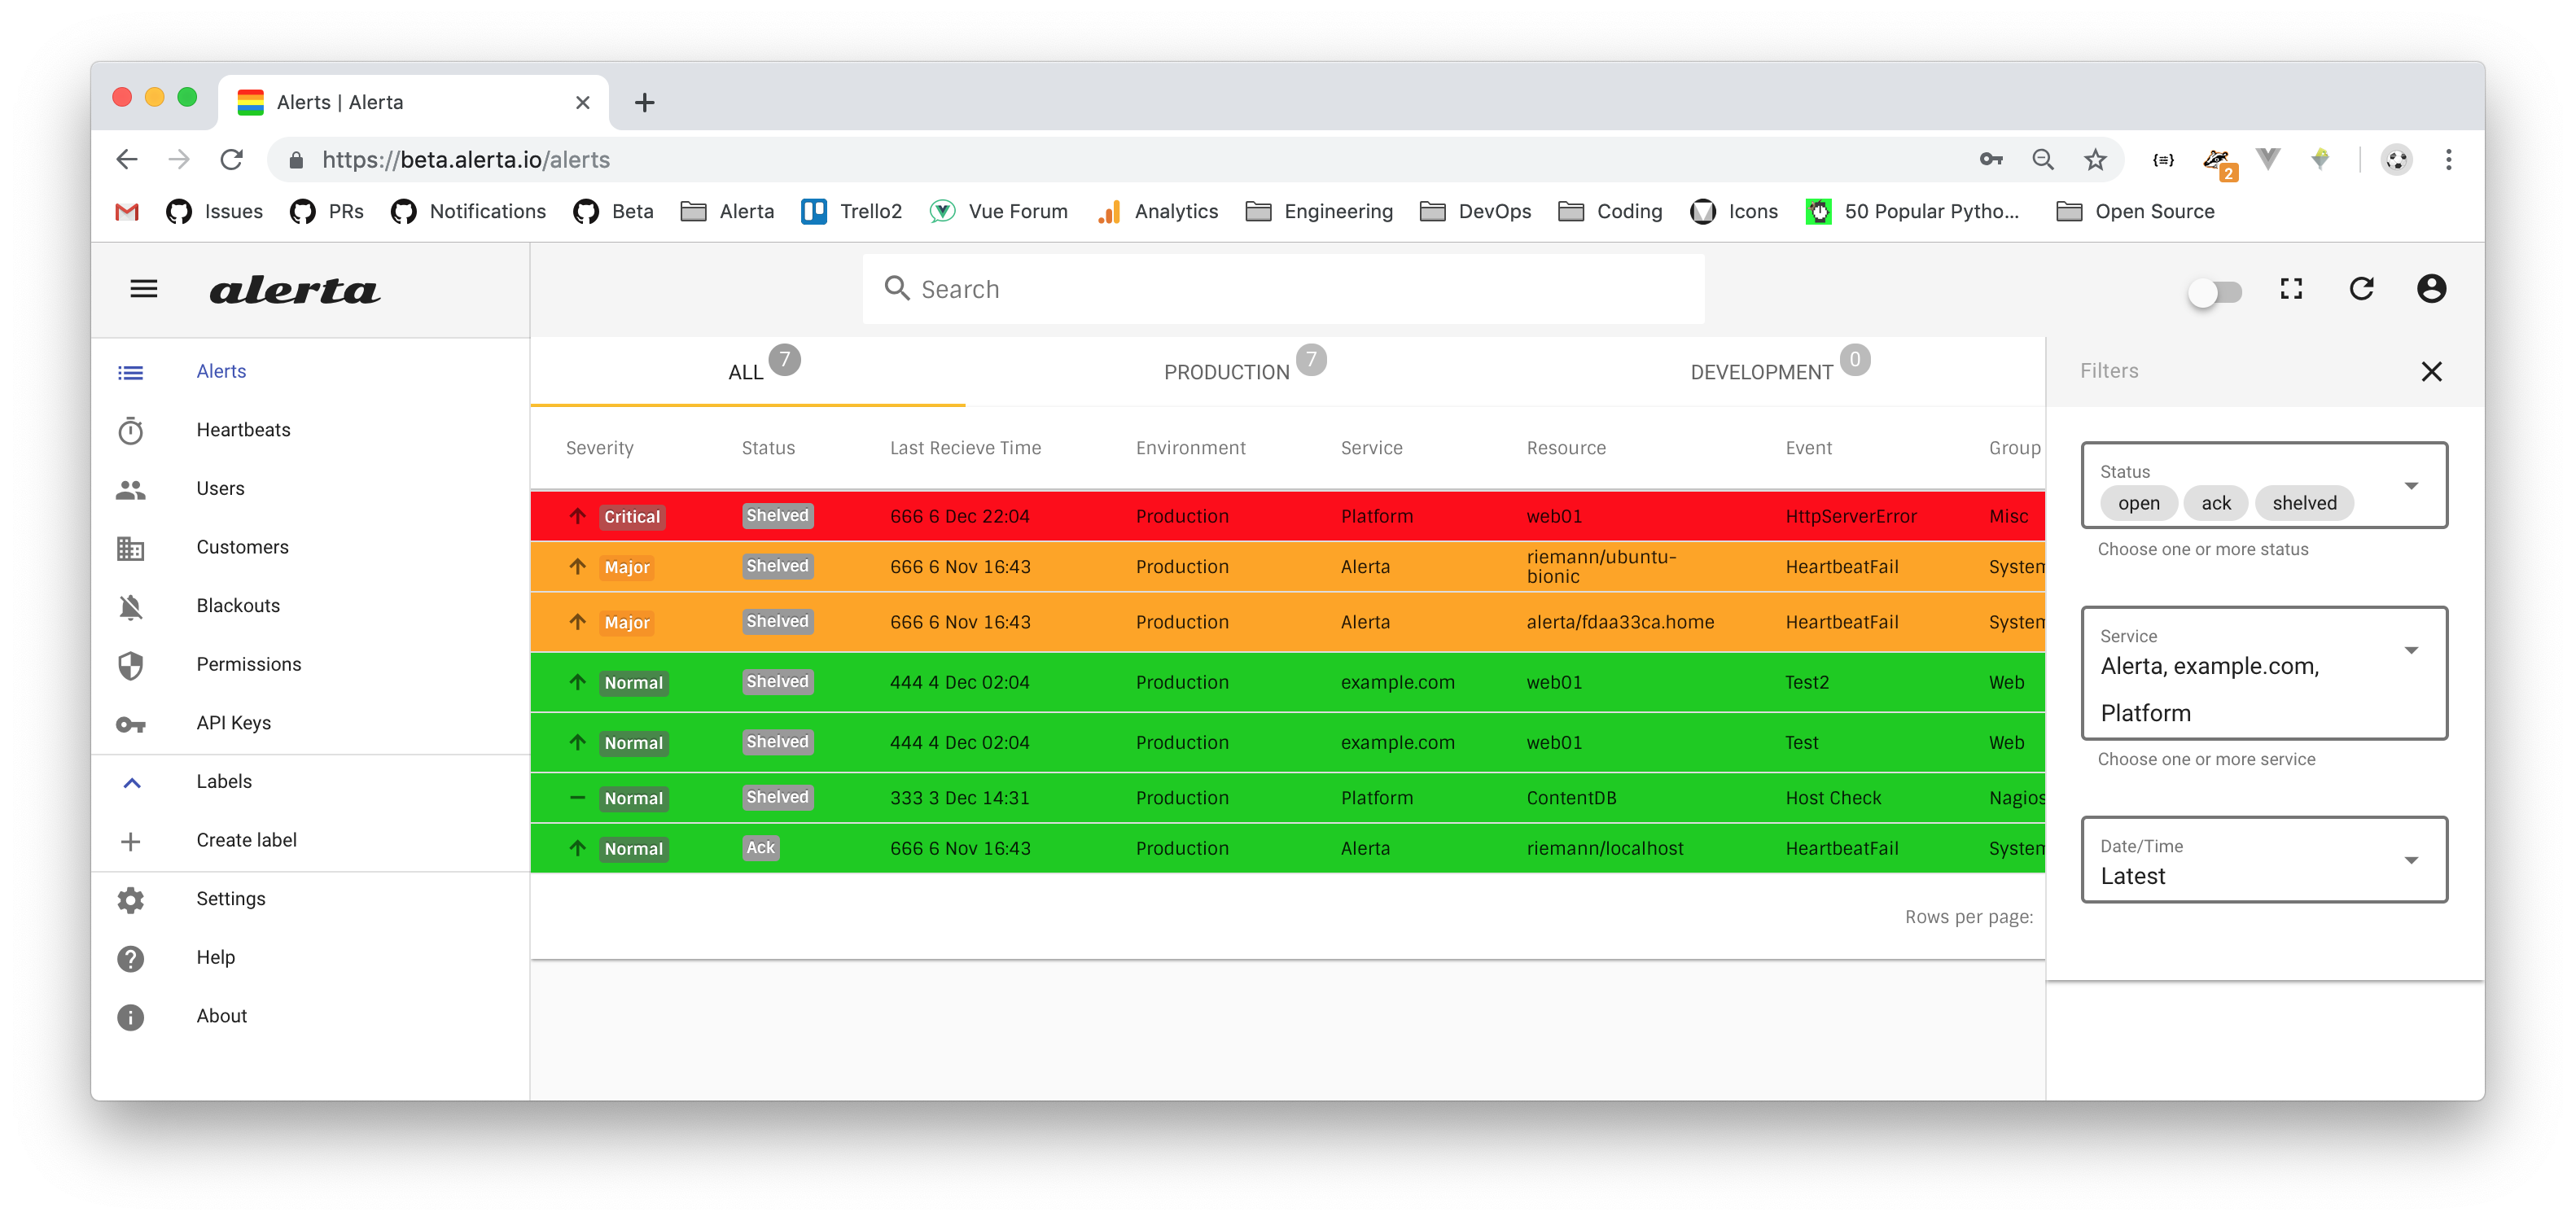 Alerts | Alerta
https://beta.alerta.io/alerts
2
Issues PRs Notifications Beta Alerta Trello2 Vue Forum Analytics Engineering DevOps Coding Icons 50 Popular Pytho... Open Source
alerta
Search
Alerts
Heartbeats
Users
Customers
Blackouts
Permissions
API Keys
Labels
Create label
Settings
Help
About
ALL 7 PRODUCTION 7 DEVELOPMENT 0
Severity Status Last Recieve Time Environment Service Resource Event Group
Critical Shelved 666 6 Dec 22:04 Production Platform web01 HttpServerError Misc
Major Shelved 666 6 Nov 16:43 Production Alerta riemann/ubuntu-bionic HeartbeatFail System
Major Shelved 666 6 Nov 16:43 Production Alerta alerta/fdaa33ca.home HeartbeatFail System
Normal Shelved 444 4 Dec 02:04 Production example.com web01 Test2 Web
Normal Shelved 444 4 Dec 02:04 Production example.com web01 Test Web
Normal Shelved 333 3 Dec 14:31 Production Platform ContentDB Host Check Nagios
Normal Ack 666 6 Nov 16:43 Production Alerta riemann/localhost HeartbeatFail System
Rows per page:
Filters
Status
open ack shelved
Choose one or more status
Service
Alerta, example.com,
Platform
Choose one or more service
Date/Time
Latest